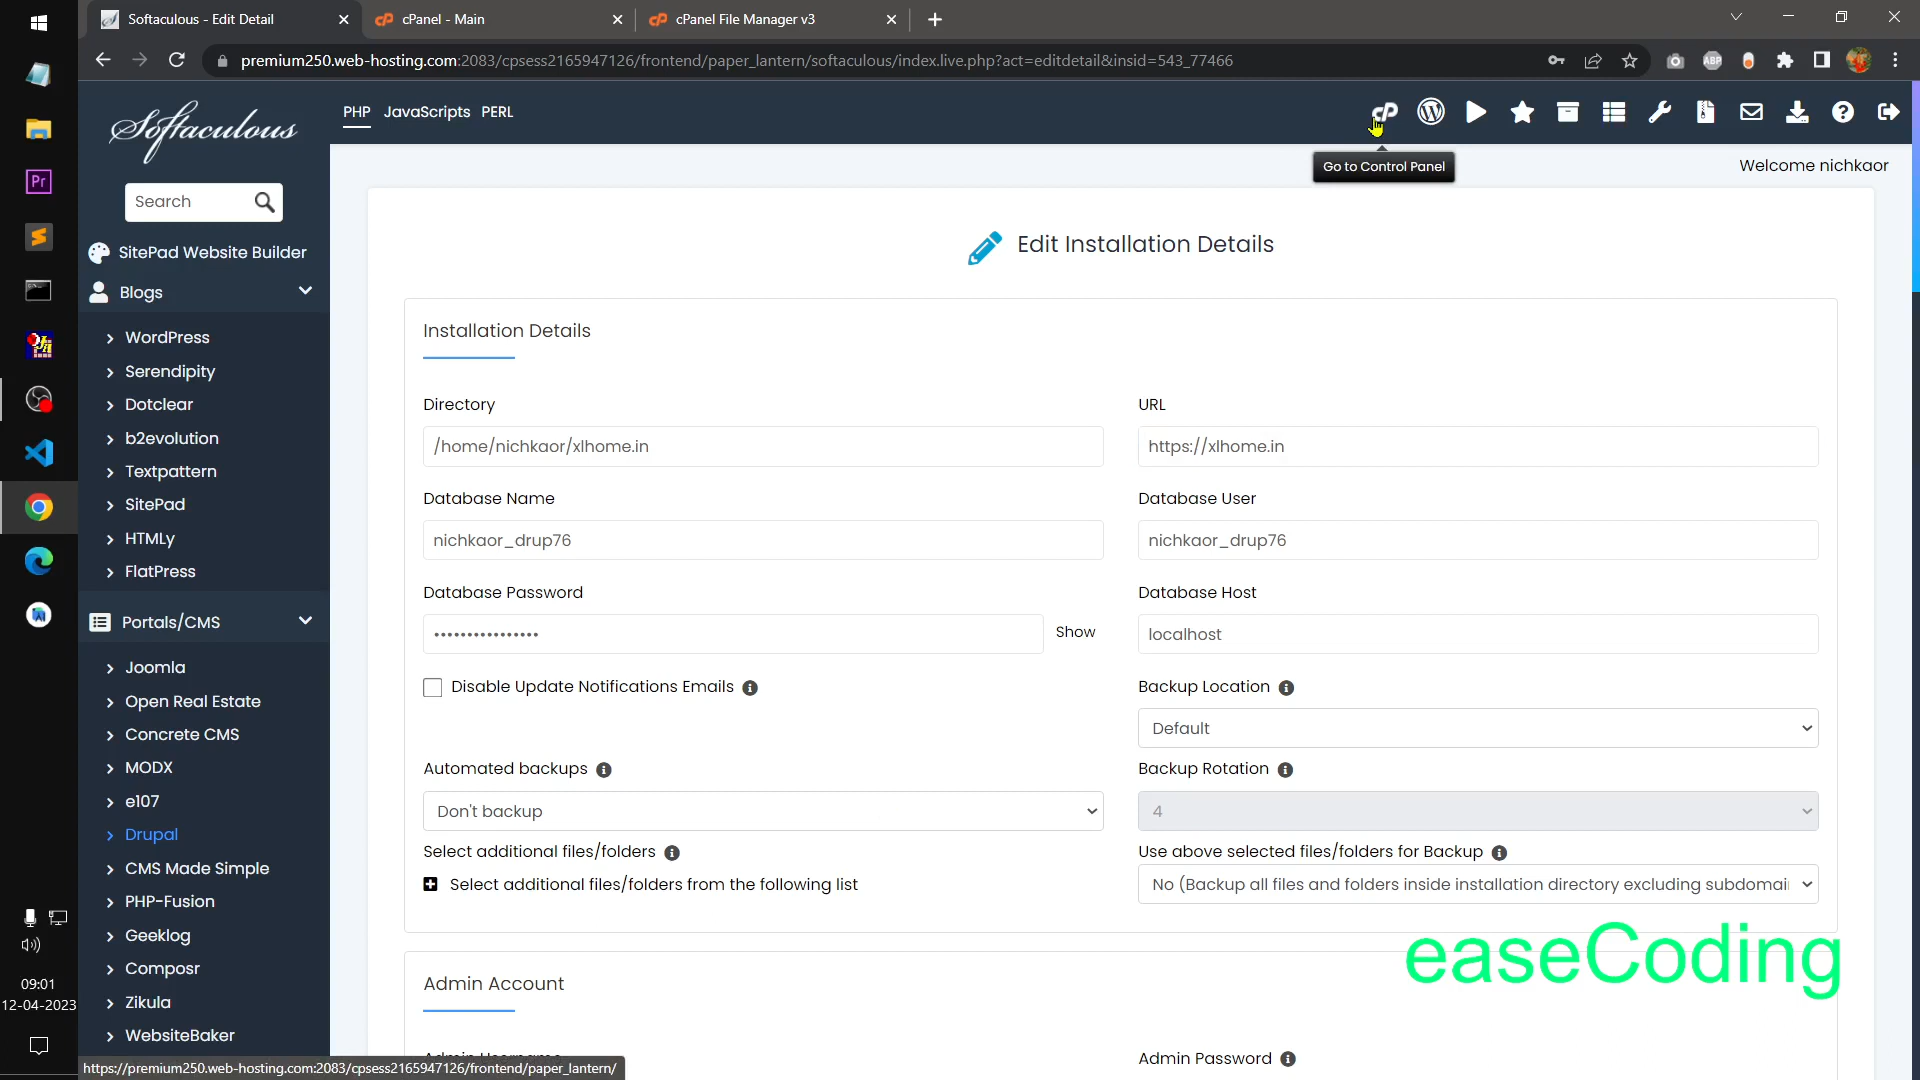 Softaculous - Edit Detail
cPanel - Main
cPanel File Manager v3
premium250.web-hosting.com:2083/cpsess2165947126/frontend/paper_lantern/softaculous/index.live.php?act=editdetail&insid=543_77466
ABP
Softaculous
PHP JavaScripts PERL
cP
Go to Control Panel
Welcome nichkaor
Pr
Search
SitePad Website Builder
Blogs
WordPress
Serendipity
Dotclear
b2evolution
Textpattern
SitePad
HTMLy
FlatPress
Portals/CMS
Joomla
Open Real Estate
Concrete CMS
MODX
e107
Drupal
CMS Made Simple
PHP-Fusion
Geeklog
Composr
Zikula
WebsiteBaker
Edit Installation Details
Installation Details
Directory
/home/nichkaor/xlhome.in
URL
https://xlhome.in
Database Name
nichkaor_drup76
Database User
nichkaor_drup76
Database Password
••••••••••••••••
Show
Database Host
localhost
Disable Update Notifications Emails
Backup Location
Default
Automated backups
Don't backup
Backup Rotation
4
Select additional files/folders
Select additional files/folders from the following list
Use above selected files/folders for Backup
No (Backup all files and folders inside installation directory excluding subdomai
easeCoding
Admin Account
Admin Username
Admin Password
09:01
12-04-2023
https://premium250.web-hosting.com:2083/cpsess2165947126/frontend/paper_lantern/